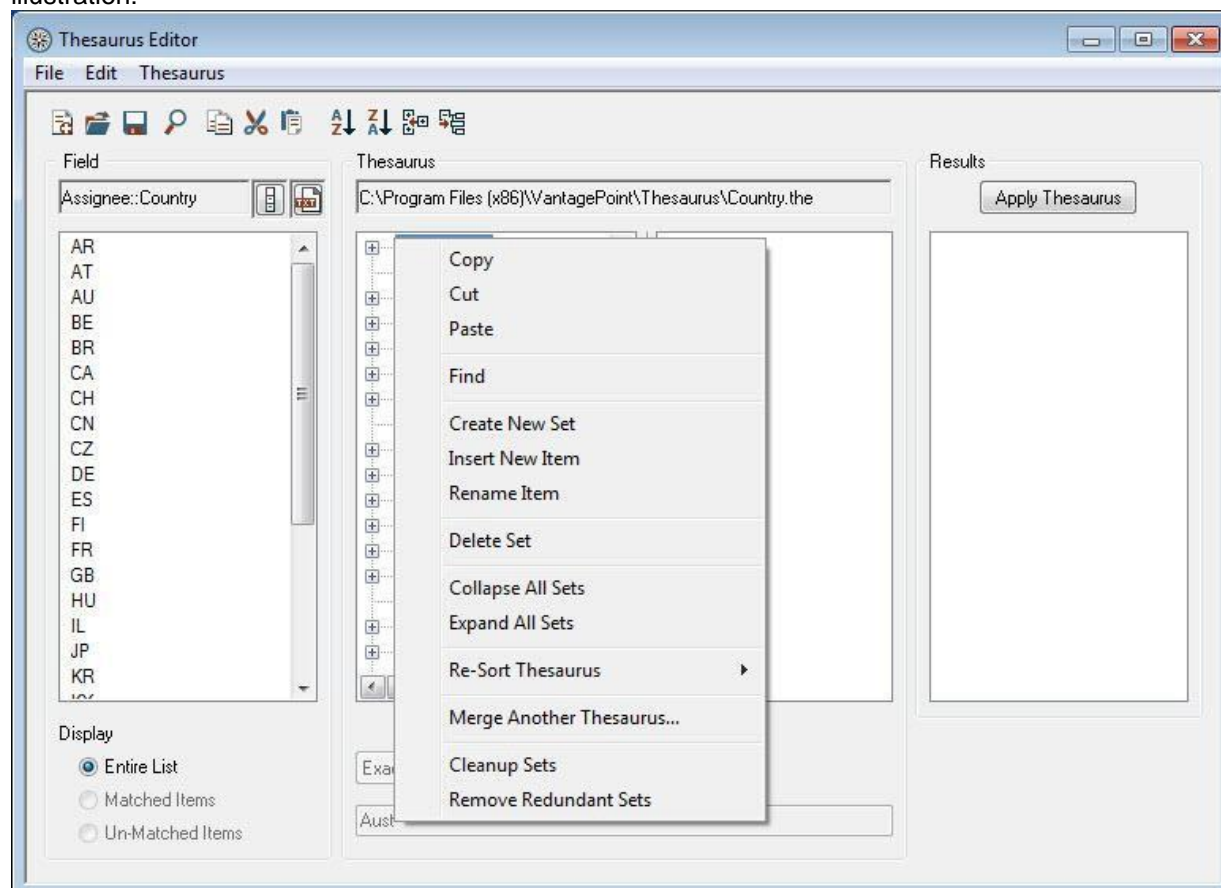 illustration.
Thesaurus Editor
File Edit Thesaurus
Field
Assignee::Country
Thesaurus
C:\Program Files (x86)\VantagePoint\Thesaurus\Country.the
Results
Apply Thesaurus
AR
AT
AU
BE
BR
CA
CH
CN
CZ
DE
ES
FI
FR
GB
HU
IL
JP
KR
Copy
Cut
Paste
Find
Create New Set
Insert New Item
Rename Item
Delete Set
Collapse All Sets
Expand All Sets
Re-Sort Thesaurus
Merge Another Thesaurus...
Cleanup Sets
Remove Redundant Sets
Display
Entire List
Matched Items
Un-Matched Items